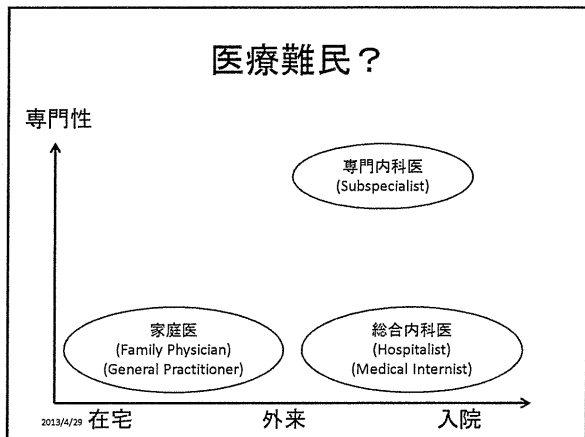 医療難民？
専門性
専門内科医
(Subspecialist)
家庭医
(Family Physician)
(General Practitioner)
総合内科医
(Hospitalist)
(Medical Internist)
2013/4/29 在宅 外来 入院